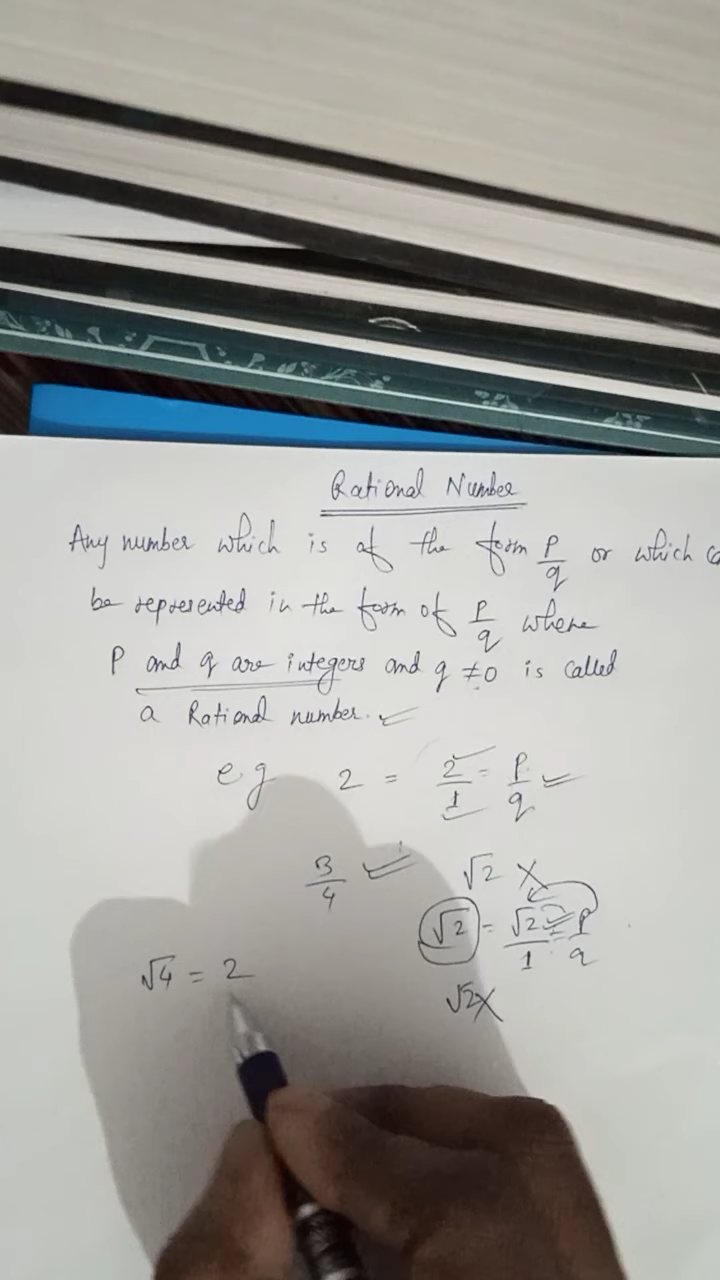 Rational Number
Any number which is of the form P/q or which
be represented in the form of P/q where
P and q are integers and q ≠ 0 is called
a Rational number. ✓
eg 2 = 2/1 = P/q ✓
3/4 ✓ √2 X
√2 = √2/1 = P/q
√4 = 2
√2X